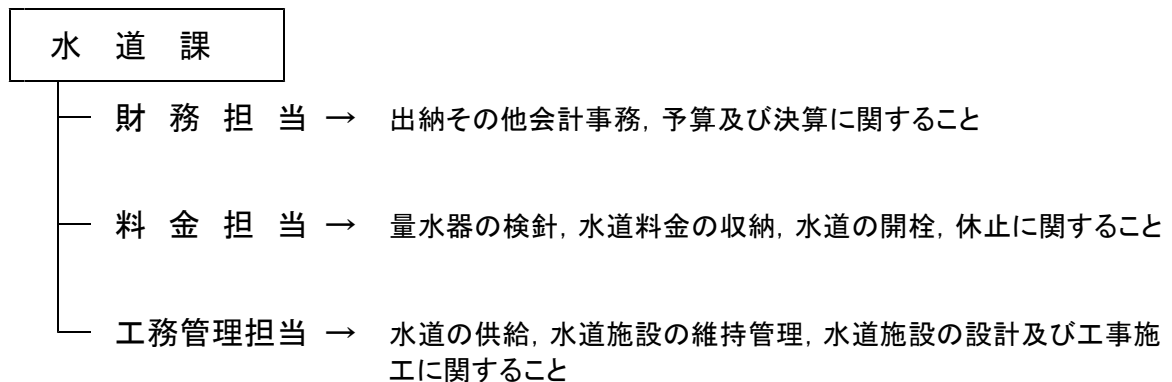 水道課
財務担当 → 出納その他会計事務，予算及び決算に関すること
料金担当 → 量水器の検針，水道料金の収納，水道の開栓，休止に関すること
工務管理担当 → 水道の供給，水道施設の維持管理，水道施設の設計及び工事施
工に関すること